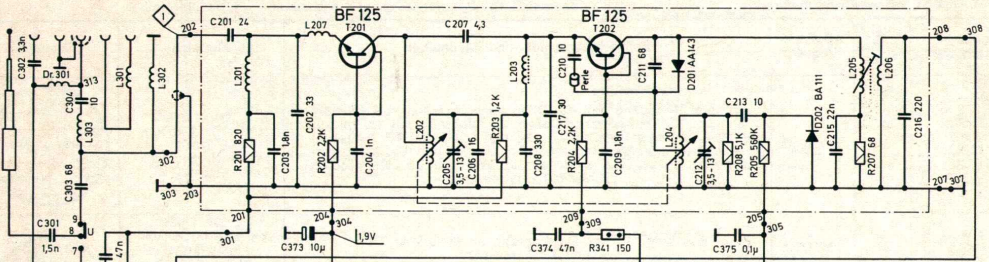 1
202
C201 24
L207
BF 125
T201
C207 4,3
BF 125
T202
208 308
C302 3,3n
Dr.301
313
C304 10
L303
L301
L302
302
L201
C202 33
R201 820
C203 1,8n
R202 2,2K
C204 1n
L202
C205 3,5-13
C206 16
R203 1,2K
L203
C208 330
C210 10
Perle
C217 30
R204 2,2K
C209 1,8n
C211 68
D201 AA143
L204
C212 3,5-13
R208 5,1K
C213 10
R205 560K
D202 BA111
C215 22n
L205
L206
R207 68
C216 220
303 203
207 307
C303 68
9
8
U
7
C301
1,5n
47n
201
301
204
304
C373 10µ
1,9V
209
309
C374 47n
R341 150
205
305
C375 0,1µ